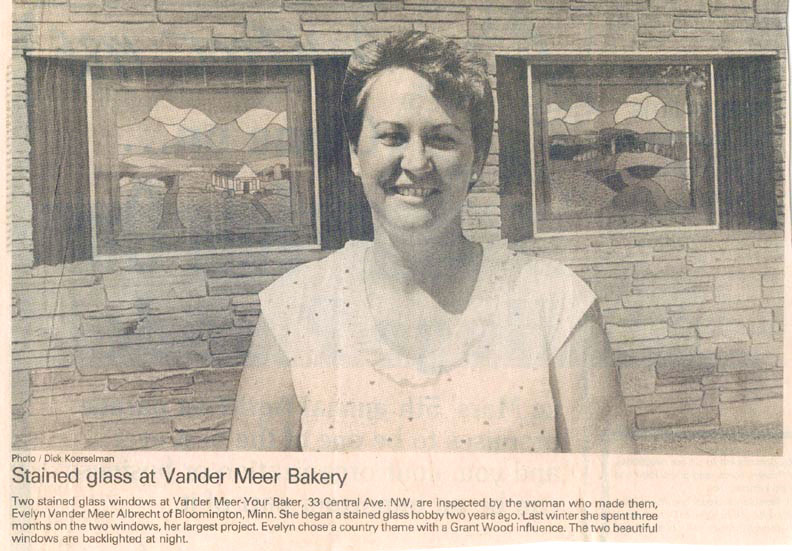 Photo / Dick Koerselman
Stained glass at Vander Meer Bakery
Two stained glass windows at Vander Meer-Your Baker, 33 Central Ave. NW, are inspected by the woman who made them,
Evelyn Vander Meer Albrecht of Bloomington, Minn. She began a stained glass hobby two years ago. Last winter she spent three
months on the two windows, her largest project. Evelyn chose a country theme with a Grant Wood influence. The two beautiful
windows are backlighted at night.